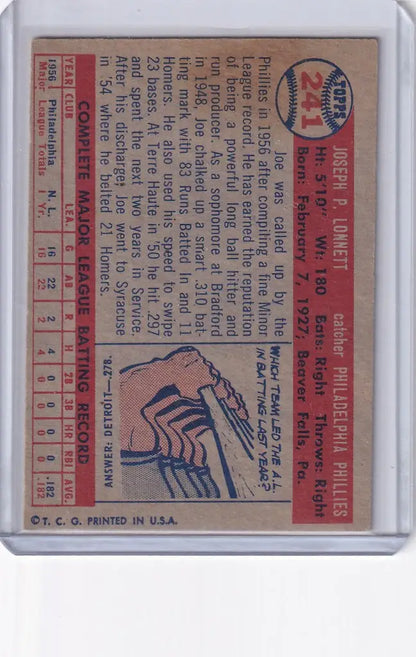 TOPPS
241
JOSEPH P. LONNETT catcher PHILADELPHIA PHILLIES
Ht: 5'10" Wt: 180 Bats: Right Throws: Right
Born: February 7, 1927; Beaver Falls, Pa.
Joe was called up by the
Phillies in 1956 after compiling a fine Minor
League record. He has earned the reputation
of being a powerful long ball hitter and
run producer. As a sophomore at Bradford
in 1948, Joe chalked up a smart .310 bat-
ting mark with 83 Runs Batted In and 11
Homers. He also used his speed to swipe
23 bases. At Terre Haute in '50 he hit .297
and spent the next two years in Service.
After his discharge, Joe went to Syracuse
in '54 where he belted 21 Homers.
WHICH TEAM LED THE A.L.
IN BATTING LAST YEAR?
ANSWER: DETROIT—.278.
COMPLETE MAJOR LEAGUE BATTING RECORD
YEAR CLUB LEA. G AB R H 2B 3B HR RBI AVG.
1956 Philadelphia N. L. 16 22 2 4 0 0 0 0 .182
Major League Totals 1 Yr. 16 22 2 4 0 0 0 0 .182
© T. C. G. PRINTED IN U.S.A.